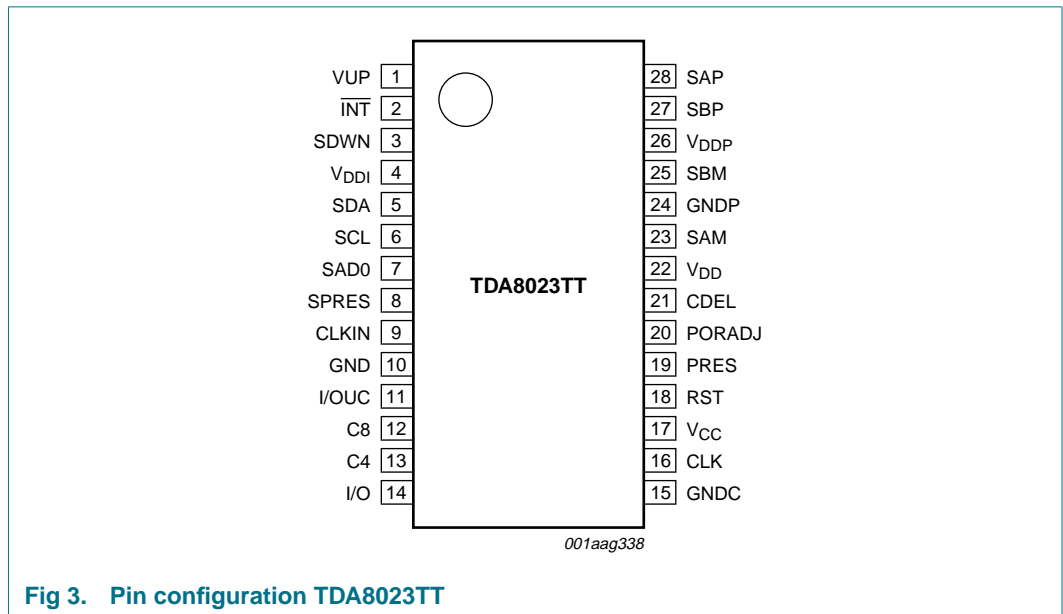 VUP 1 28 SAP
I̅N̅T̅ 2 27 SBP
SDWN 3 26 VDDP
VDDI 4 25 SBM
SDA 5 24 GNDP
SCL 6 23 SAM
SAD0 7 22 VDD
TDA8023TT
SPRES 8 21 CDEL
CLKIN 9 20 PORADJ
GND 10 19 PRES
I/OUC 11 18 RST
C8 12 17 VCC
C4 13 16 CLK
I/O 14 15 GNDC
001aag338
Fig 3. Pin configuration TDA8023TT